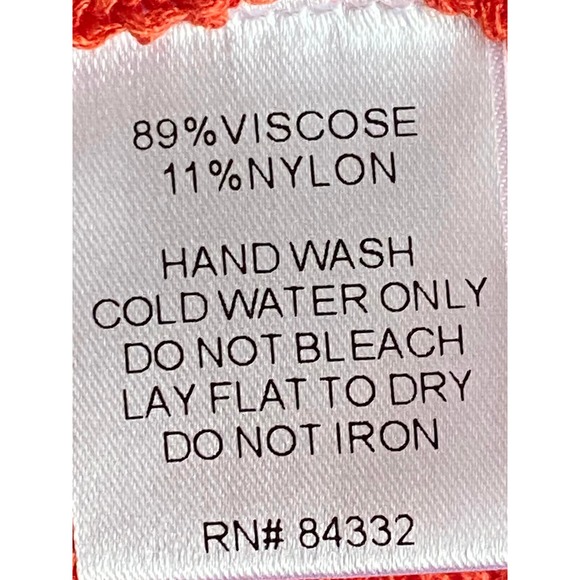 89%VISCOSE
11%NYLON
HAND WASH
COLD WATER ONLY
DO NOT BLEACH
LAY FLAT TO DRY
DO NOT IRON
RN# 84332